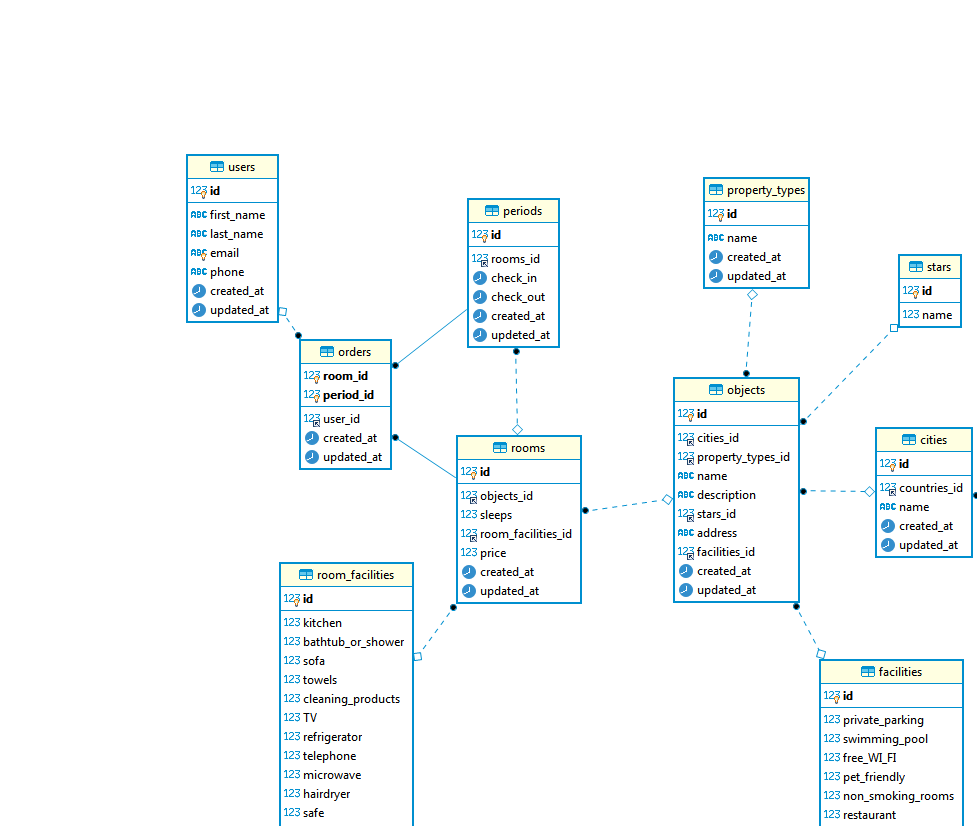 users
123 id
ABC first_name
ABC last_name
ABC email
ABC phone
created_at
updated_at
periods
123 id
123 rooms_id
check_in
check_out
created_at
updeted_at
property_types
123 id
ABC name
created_at
updated_at
stars
123 id
123 name
orders
123 room_id
123 period_id
123 user_id
created_at
updated_at
rooms
123 id
123 objects_id
123 sleeps
123 room_facilities_id
123 price
created_at
updated_at
objects
123 id
123 cities_id
123 property_types_id
ABC name
ABC description
123 stars_id
ABC address
123 facilities_id
created_at
updated_at
cities
123 id
123 countries_id
ABC name
created_at
updated_at
room_facilities
123 id
123 kitchen
123 bathtub_or_shower
123 sofa
123 towels
123 cleaning_products
123 TV
123 refrigerator
123 telephone
123 microwave
123 hairdryer
123 safe
facilities
123 id
123 private_parking
123 swimming_pool
123 free_WI_FI
123 pet_friendly
123 non_smoking_rooms
123 restaurant